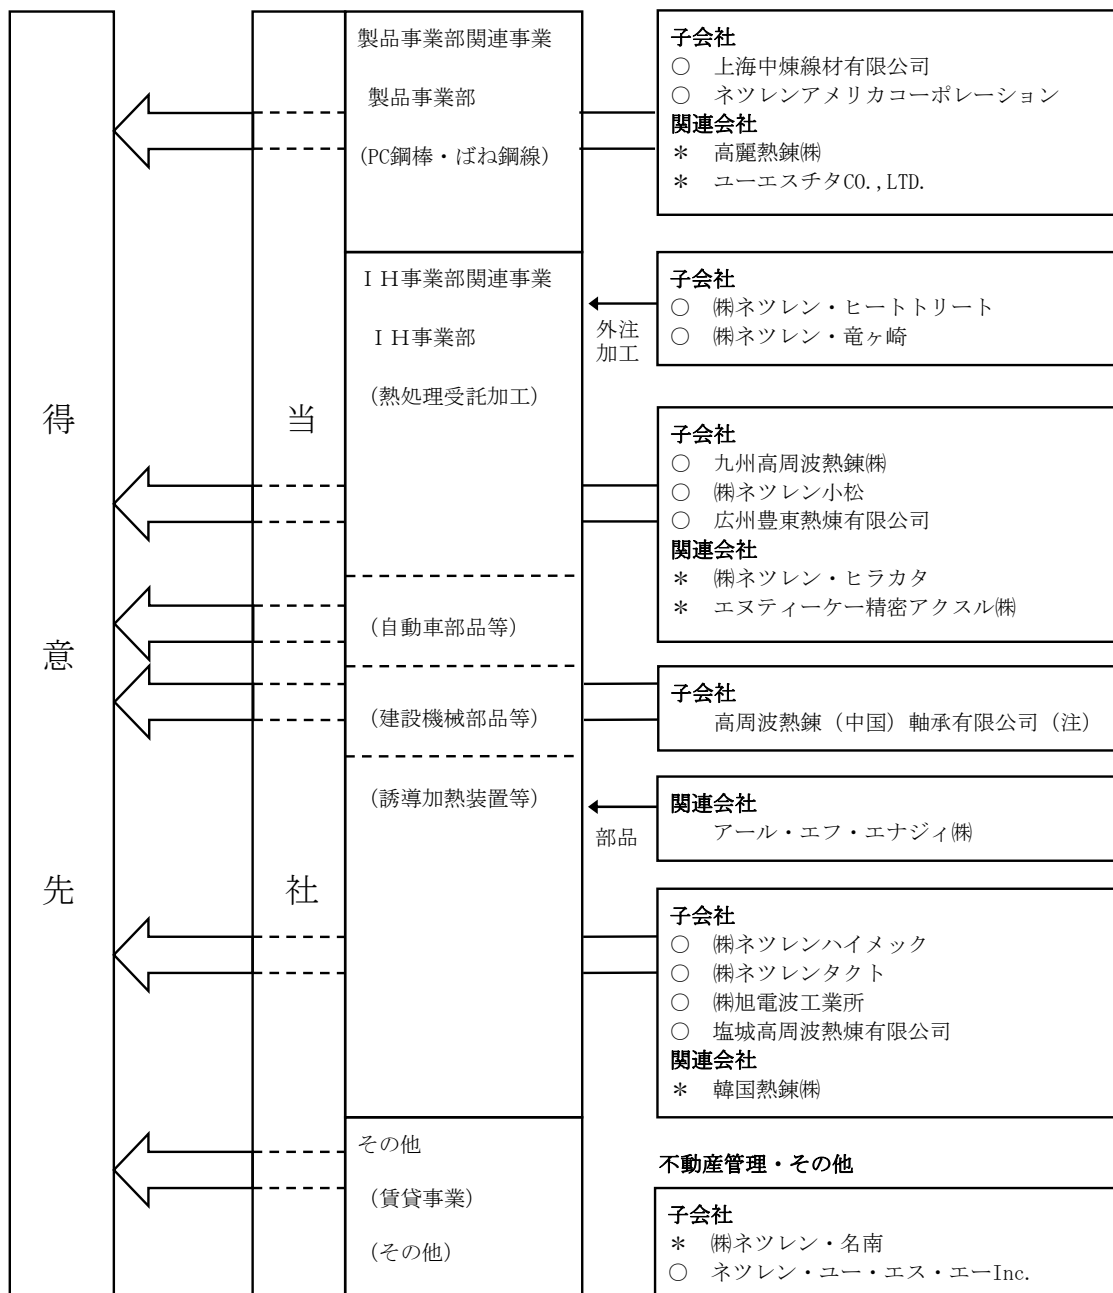 得
意
先
当
社
製品事業部関連事業
製品事業部
(PC鋼棒・ばね鋼線)
ＩＨ事業部関連事業
ＩＨ事業部
(熱処理受託加工)
(自動車部品等)
(建設機械部品等)
(誘導加熱装置等)
その他
(賃貸事業)
(その他)
子会社
○ 上海中煉線材有限公司
○ ネツレンアメリカコーポレーション
関連会社
＊ 高麗熱錬㈱
＊ ユーエスチタCO.,LTD.
外注
加工
子会社
○ ㈱ネツレン・ヒートトリート
○ ㈱ネツレン・竜ヶ崎
子会社
○ 九州高周波熱錬㈱
○ ㈱ネツレン小松
○ 広州豊東熱煉有限公司
関連会社
＊ ㈱ネツレン・ヒラカタ
＊ エヌティーケー精密アクスル㈱
子会社
高周波熱錬（中国）軸承有限公司（注）
部品
関連会社
アール・エフ・エナジィ㈱
子会社
○ ㈱ネツレンハイメック
○ ㈱ネツレンタクト
○ ㈱旭電波工業所
○ 塩城高周波熱煉有限公司
関連会社
＊ 韓国熱錬㈱
不動産管理・その他
子会社
＊ ㈱ネツレン・名南
○ ネツレン・ユー・エス・エーInc.